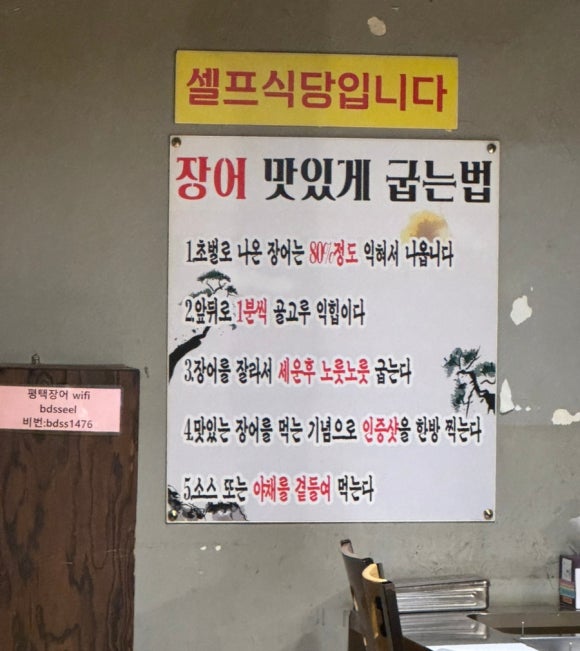 셀프식당입니다
장어 맛있게 굽는법
1.초벌로 나온 장어는 80%정도 익혀서 나옵니다
2.앞뒤로 1분씩 골고루 익힙이다
3.장어를 잘라서 세운후 노릇노릇 굽는다
4.맛있는 장어를 먹는 기념으로 인증샷을 한방 찍는다
5.소스 또는 야채를 곁들여 먹는다
평택장어 wifi
bdsseel
비번:bdss1476